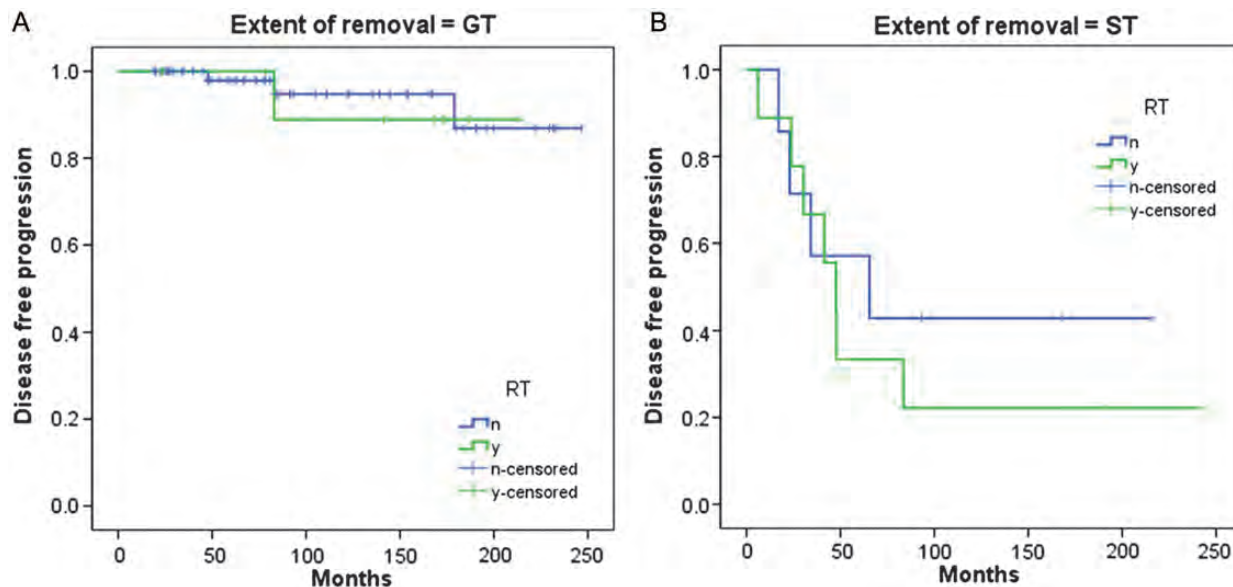 A
Extent of removal = GT
1.0
0.8
0.6
0.4
0.2
0.0
Disease free progression
RT
n
y
n-censored
y-censored
0 50 100 150 200 250
Months
B
Extent of removal = ST
1.0
0.8
0.6
0.4
0.2
0.0
Disease free progression
RT
n
y
n-censored
y-censored
0 50 100 150 200 250
Months